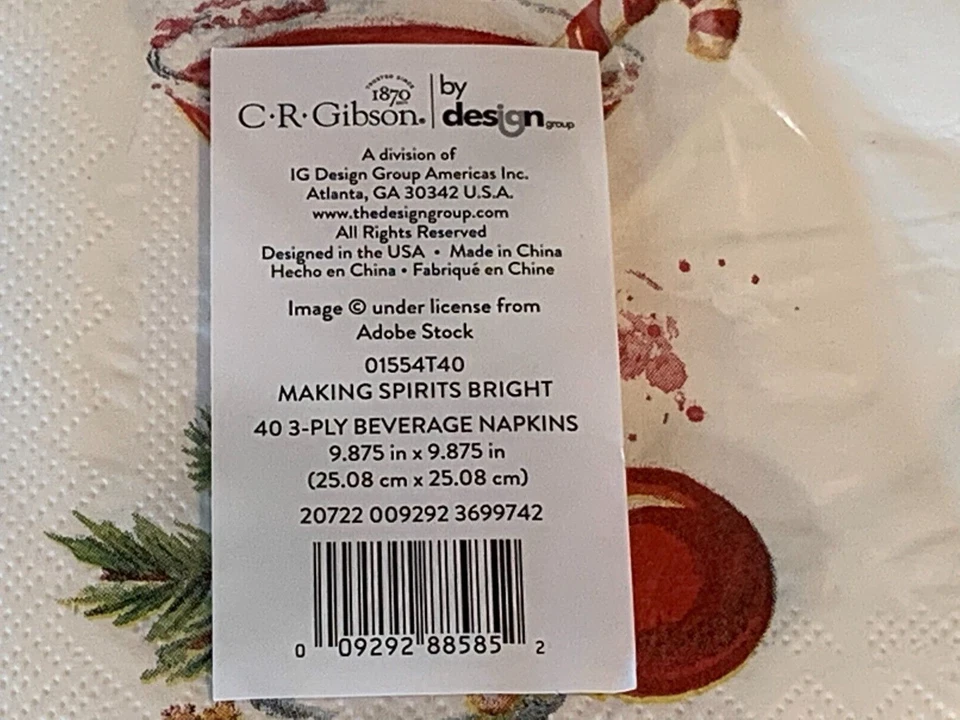 TRUSTED SINCE
1870
C·R·Gibson. | by
design group
A division of
IG Design Group Americas Inc.
Atlanta, GA 30342 U.S.A.
www.thedesigngroup.com
All Rights Reserved
Designed in the USA • Made in China
Hecho en China • Fabriqué en Chine
Image © under license from
Adobe Stock
01554T40
MAKING SPIRITS BRIGHT
40 3-PLY BEVERAGE NAPKINS
9.875 in x 9.875 in
(25.08 cm x 25.08 cm)
20722 009292 3699742
0 09292 88585 2